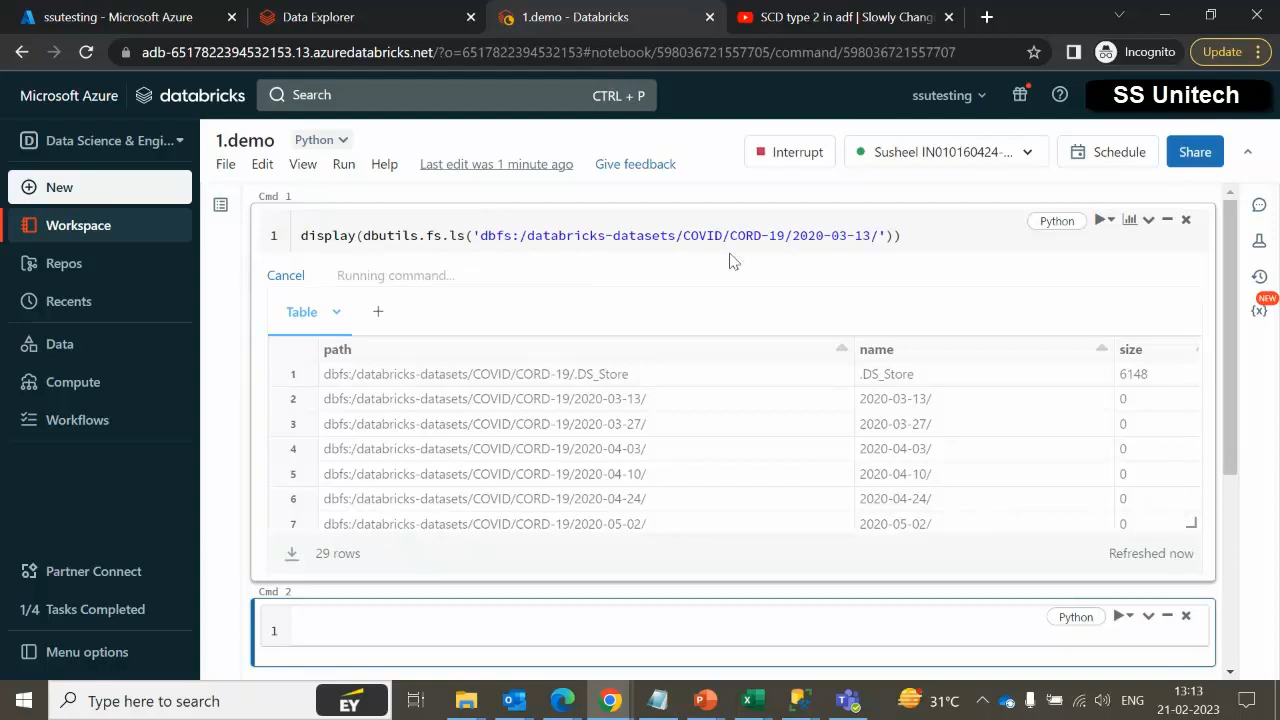 ssutesting - Microsoft Azure
Data Explorer
1.demo - Databricks
SCD type 2 in adf | Slowly Chang
adb-6517822394532153.13.azuredatabricks.net/?o=6517822394532153#notebook/598036721557705/command/598036721557707
Incognito
Update
Microsoft Azure
databricks
Search
CTRL + P
ssutesting
SS Unitech
D
Data Science & Engi...
New
Workspace
Repos
Recents
Data
Compute
Workflows
Partner Connect
1/4 Tasks Completed
Menu options
1.demo
Python
File Edit View Run Help
Last edit was 1 minute ago
Give feedback
Interrupt
Susheel IN010160424-...
Schedule
Share
NEW
{x}
Cmd 1
Python
1 display(dbutils.fs.ls('dbfs:/databricks-datasets/COVID/CORD-19/2020-03-13/'))
Cancel Running command...
Table +
path name size
1 dbfs:/databricks-datasets/COVID/CORD-19/.DS_Store .DS_Store 6148
2 dbfs:/databricks-datasets/COVID/CORD-19/2020-03-13/ 2020-03-13/ 0
3 dbfs:/databricks-datasets/COVID/CORD-19/2020-03-27/ 2020-03-27/ 0
4 dbfs:/databricks-datasets/COVID/CORD-19/2020-04-03/ 2020-04-03/ 0
5 dbfs:/databricks-datasets/COVID/CORD-19/2020-04-10/ 2020-04-10/ 0
6 dbfs:/databricks-datasets/COVID/CORD-19/2020-04-24/ 2020-04-24/ 0
7 dbfs:/databricks-datasets/COVID/CORD-19/2020-05-02/ 2020-05-02/ 0
29 rows
Refreshed now
Cmd 2
Python
1
Type here to search
EY
31°C
ENG
13:13
21-02-2023